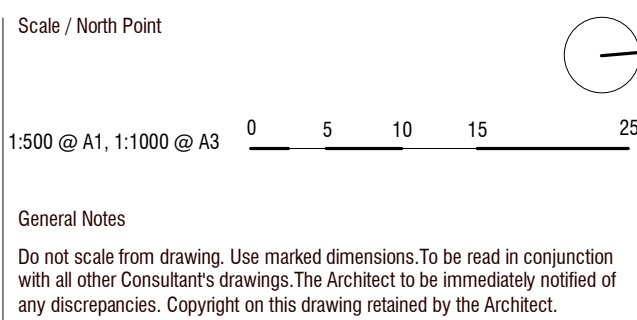 Scale / North Point
1:500 @ A1, 1:1000 @ A3 0 5 10 15 25
General Notes
Do not scale from drawing. Use marked dimensions.To be read in conjunction
with all other Consultant's drawings.The Architect to be immediately notified of
any discrepancies. Copyright on this drawing retained by the Architect.